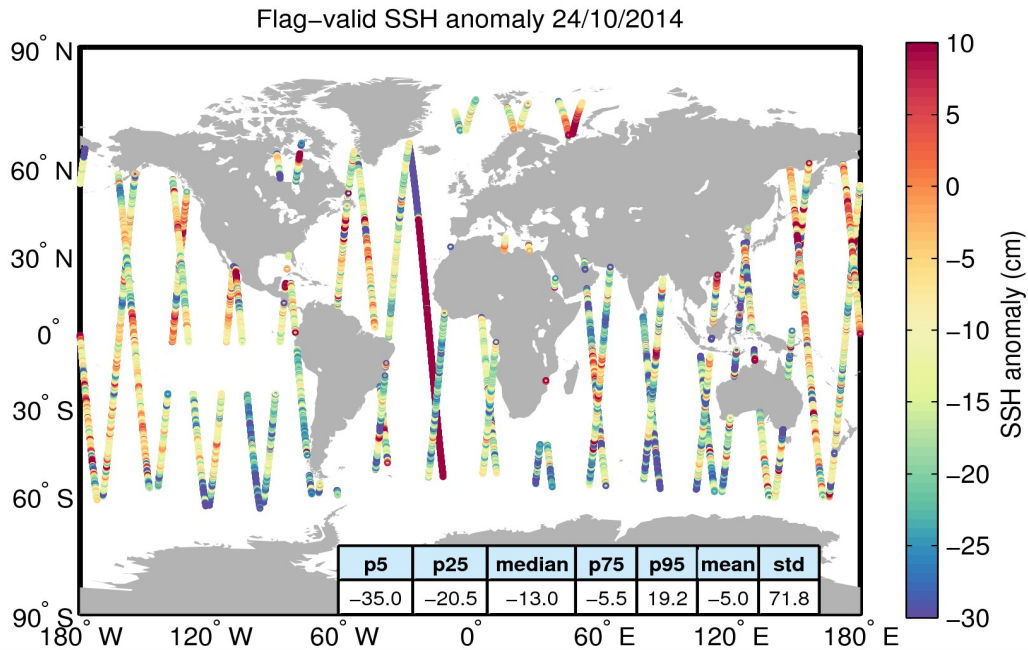 Flag−valid SSH anomaly 24/10/2014
90° N
60° N
30° N
0°
30° S
60° S
90° S
180° W 120° W 60° W 0° 60° E 120° E 180° E
p5 p25 median p75 p95 mean std
−35.0 −20.5 −13.0 −5.5 19.2 −5.0 71.8
10
5
0
−5
−10
−15
−20
−25
−30
SSH anomaly (cm)